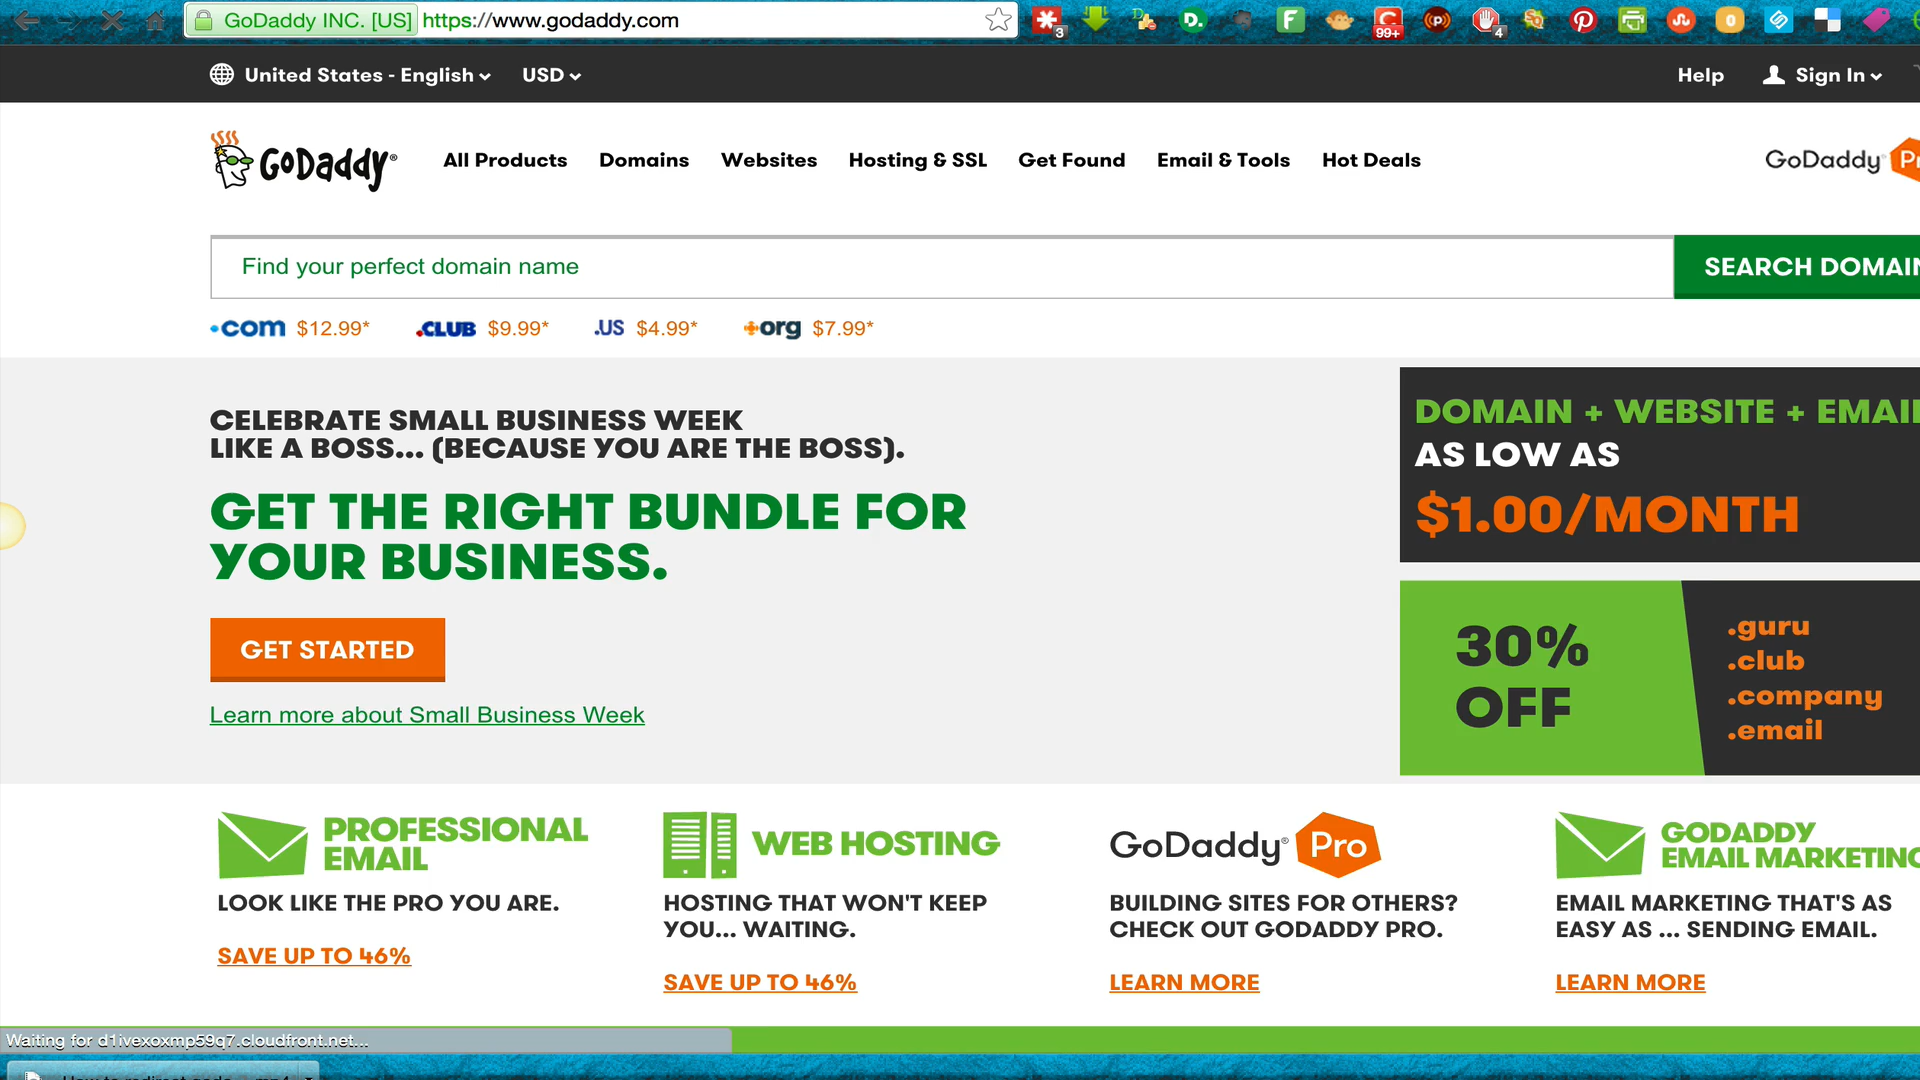 GoDaddy INC. [US] https://www.godaddy.com
3
D.
F
C
99+
P
4
0
United States - English
USD
Help
Sign In
GoDaddy®
All Products
Domains
Websites
Hosting & SSL
Get Found
Email & Tools
Hot Deals
GoDaddy
Find your perfect domain name
SEARCH DOMAIN
.com $12.99*
.CLUB $9.99*
.US $4.99*
.org $7.99*
CELEBRATE SMALL BUSINESS WEEK
LIKE A BOSS... (BECAUSE YOU ARE THE BOSS).
GET THE RIGHT BUNDLE FOR
YOUR BUSINESS.
GET STARTED
Learn more about Small Business Week
DOMAIN + WEBSITE + EMAIL
AS LOW AS
$1.00/MONTH
30%
OFF
.guru
.club
.company
.email
PROFESSIONAL
EMAIL
LOOK LIKE THE PRO YOU ARE.
SAVE UP TO 46%
WEB HOSTING
HOSTING THAT WON'T KEEP
YOU... WAITING.
SAVE UP TO 46%
GoDaddy® Pro
BUILDING SITES FOR OTHERS?
CHECK OUT GODADDY PRO.
LEARN MORE
GODADDY
EMAIL MARKETING
EMAIL MARKETING THAT'S AS
EASY AS ... SENDING EMAIL.
LEARN MORE
Waiting for d1ivexoxmp59q7.cloudfront.net...